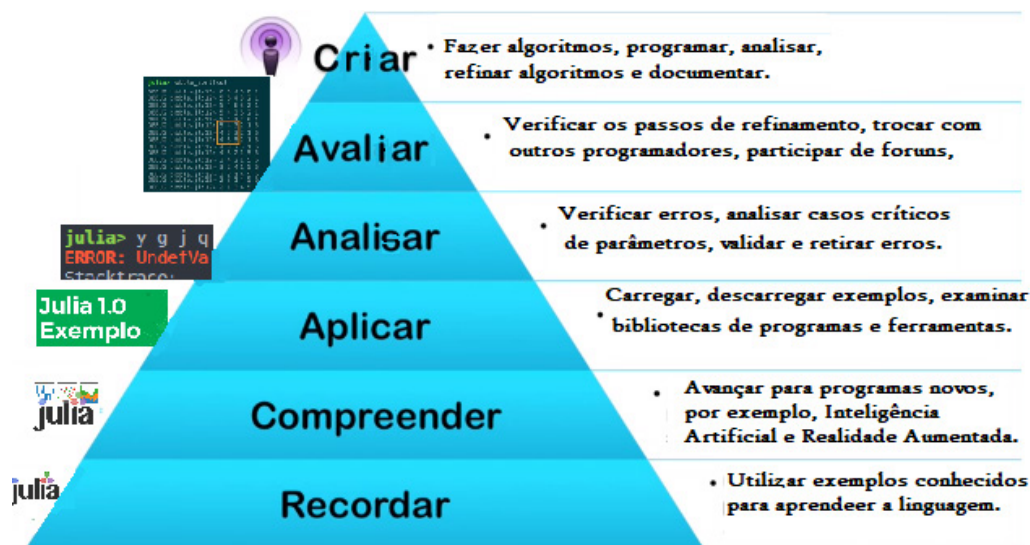 Criar
• Fazer algoritmos, programar, analisar,
refinar algoritmos e documentar.
Avaliar
• Verificar os passos de refinamento, trocar com
outros programadores, participar de foruns,
Analisar
• Verificar erros, analisar casos críticos
de parâmetros, validar e retirar erros.
julia> y g j q
ERROR: UndefVa
Stacktrace:
Julia 1.0
Exemplo
Aplicar
Carregar, descarregar exemplos, examinar
• bibliotecas de programas e ferramentas.
julia
Compreender
• Avançar para programas novos,
por exemplo, Inteligência
Artificial e Realidade Aumentada.
julia
Recordar
• Utilizar exemplos conhecidos
para aprendeer a linguagem.